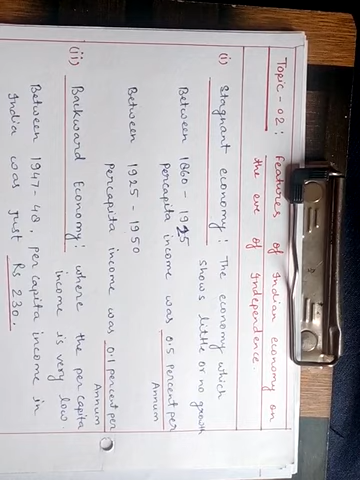 Topic - 02: Features of Indian economy on
the eve of Independence.
(i) Stagnant economy: The economy which
shows little or no growth
Between 1860 - 1925
percapita income was 0.5 percent per
Annum
Between 1925 - 1950
percapita income was 0.1 percent per
Annum
(ii) Backward Economy: where the per capita
income is very low.
Between 1947-48, per capita income in
India was just Rs 230.